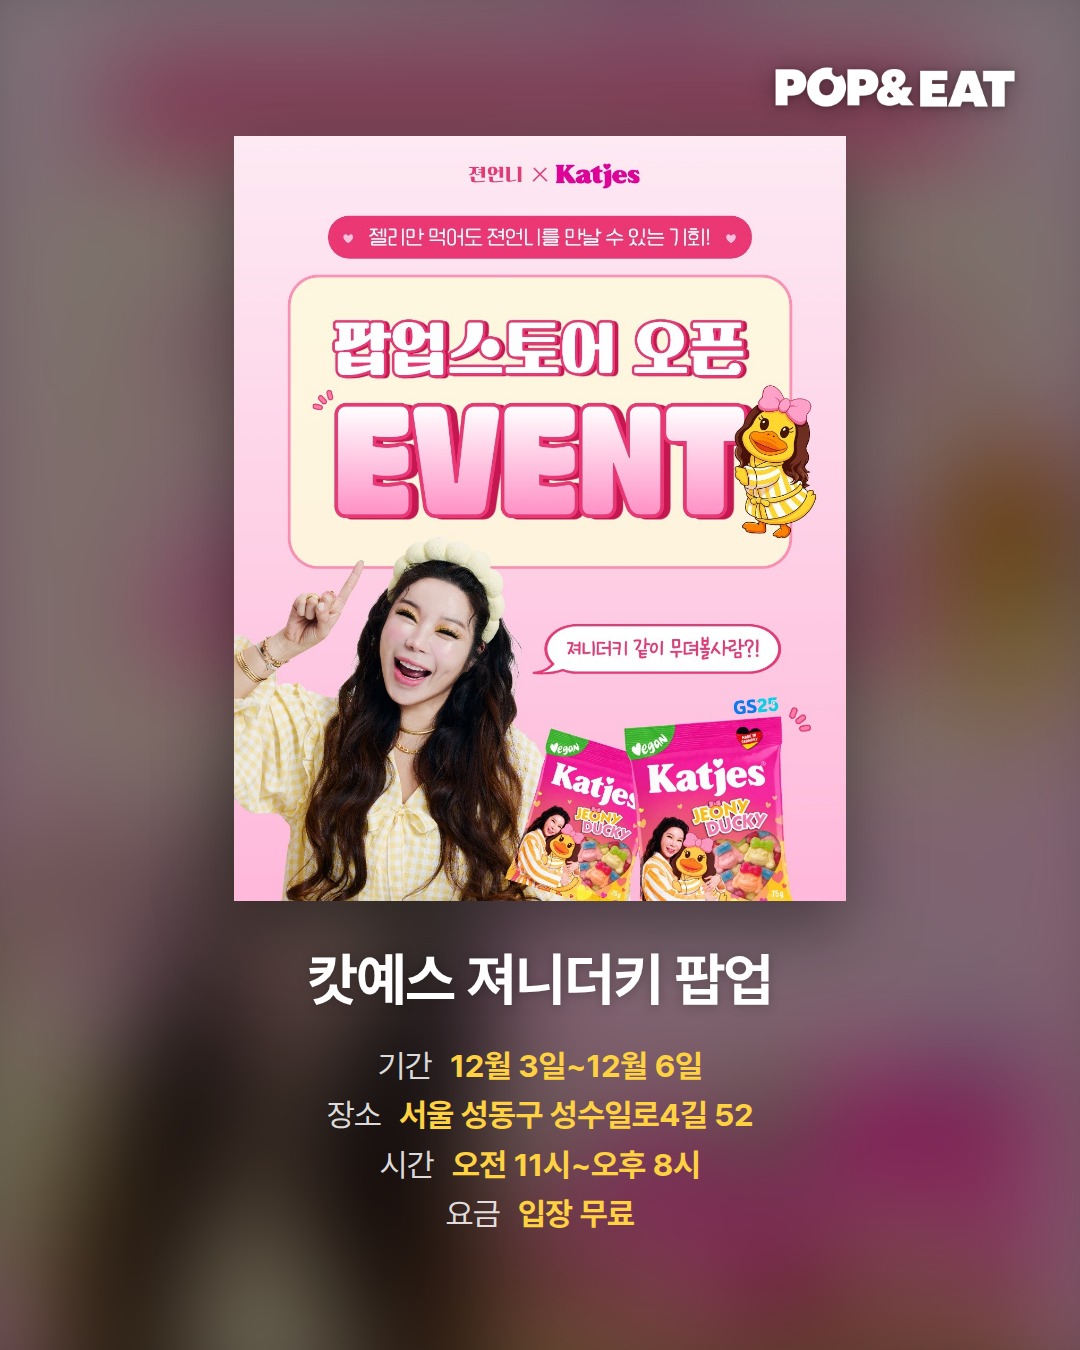 POP&EAT
젼언니 × Katjes
젤리만 먹어도 젼언니를 만날 수 있는 기회!
팝업스토어 오픈
EVENT
져니더키 같이 무뎌볼사람?!
GS25
Vegan
Katjes
JEONY
DUCKY
Vegan
MADE IN GERMANY
Katjes
JEONY
DUCKY
75g
캇예스 져니더키 팝업
기간 12월 3일~12월 6일
장소 서울 성동구 성수일로4길 52
시간 오전 11시~오후 8시
요금 입장 무료